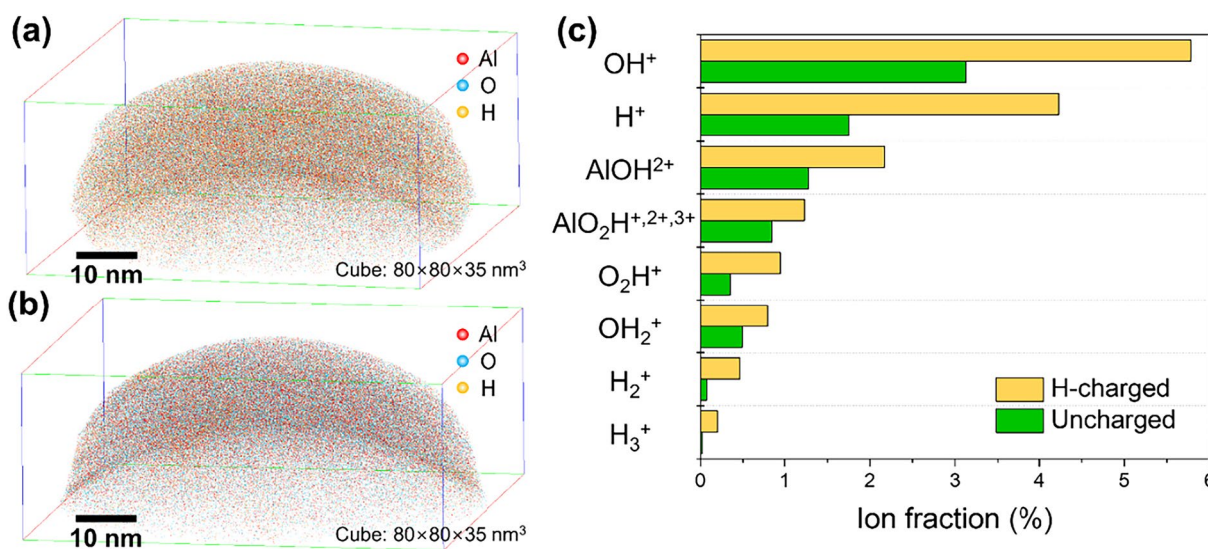 (a)
Al
O
H
10 nm
Cube: 80×80×35 nm³
(b)
Al
O
H
10 nm
Cube: 80×80×35 nm³
(c)
OH⁺
H⁺
AlOH²⁺
AlO₂H⁺,²⁺,³⁺
O₂H⁺
OH₂⁺
H₂⁺
H₃⁺
H-charged
Uncharged
0 1 2 3 4 5 6
Ion fraction (%)